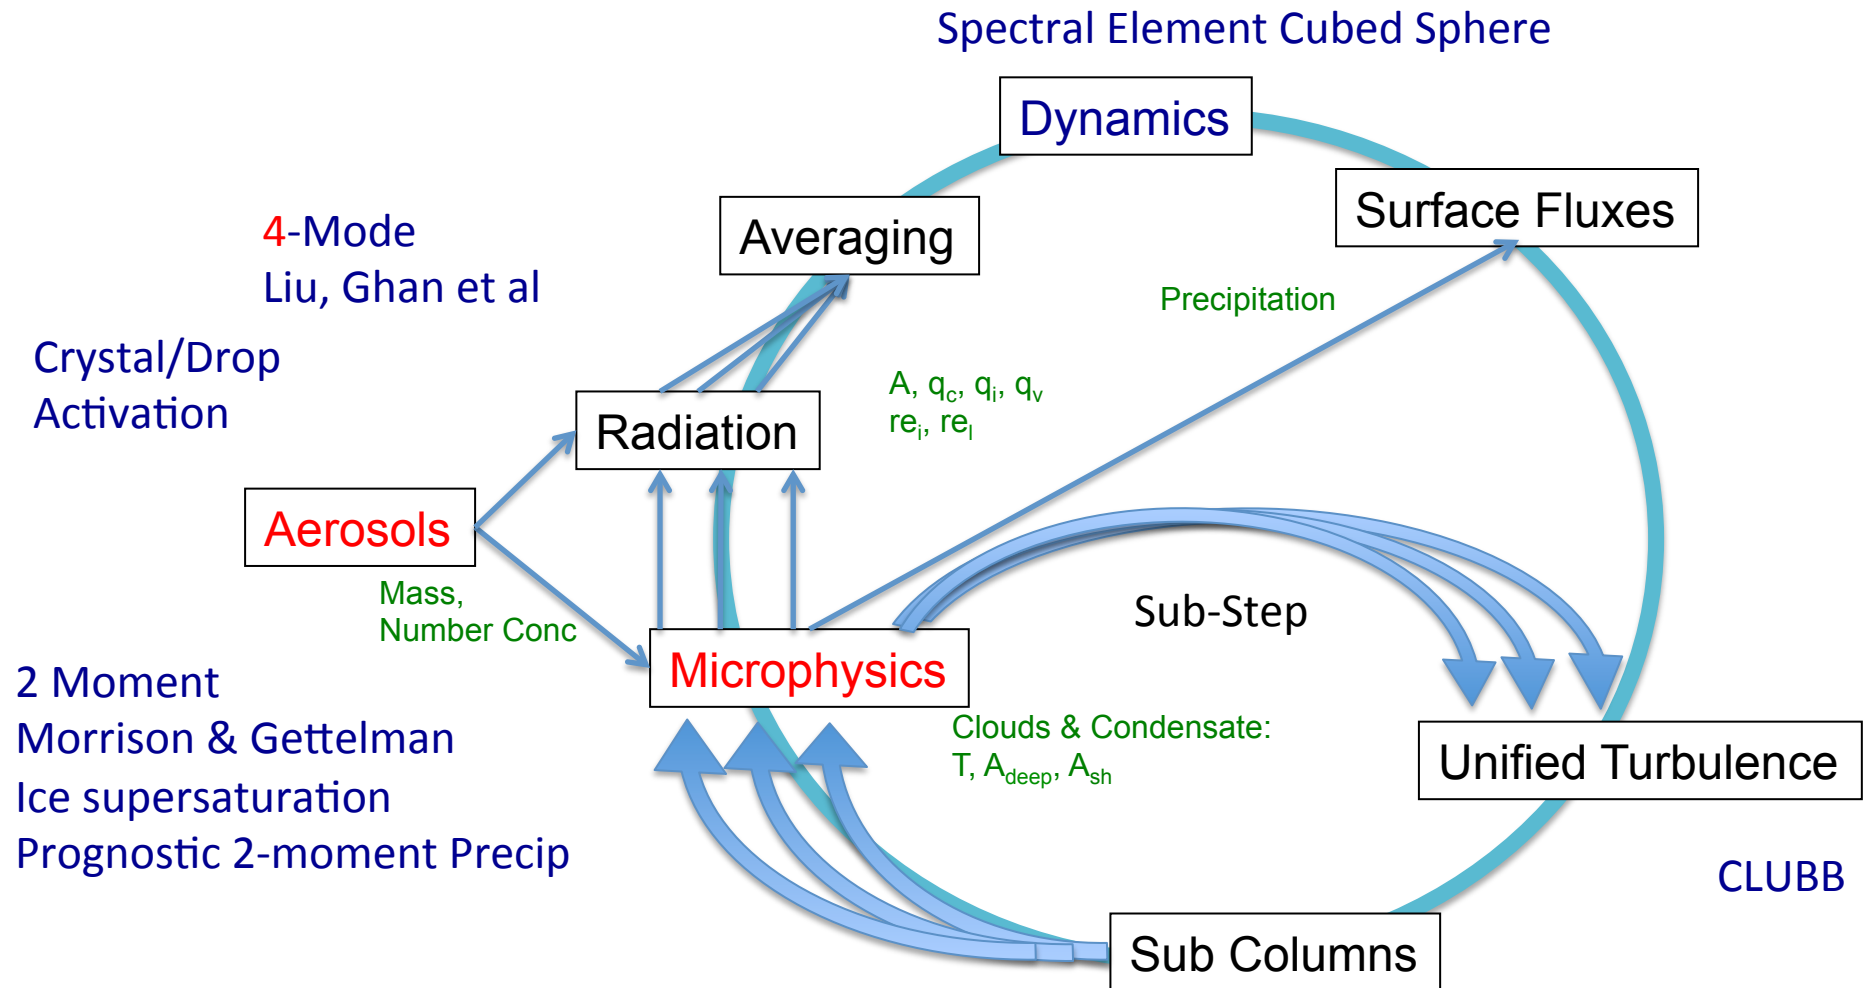 Spectral Element Cubed Sphere
Dynamics
Surface Fluxes
Averaging
4-Mode
Liu, Ghan et al
Precipitation
Crystal/Drop
Activation
A, qc, qi, qv
rei, rel
Radiation
Aerosols
Mass,
Number Conc
Sub-Step
Microphysics
2 Moment
Morrison & Gettelman
Ice supersaturation
Prognostic 2-moment Precip
Clouds & Condensate:
T, Adeep, Ash
Unified Turbulence
CLUBB
Sub Columns